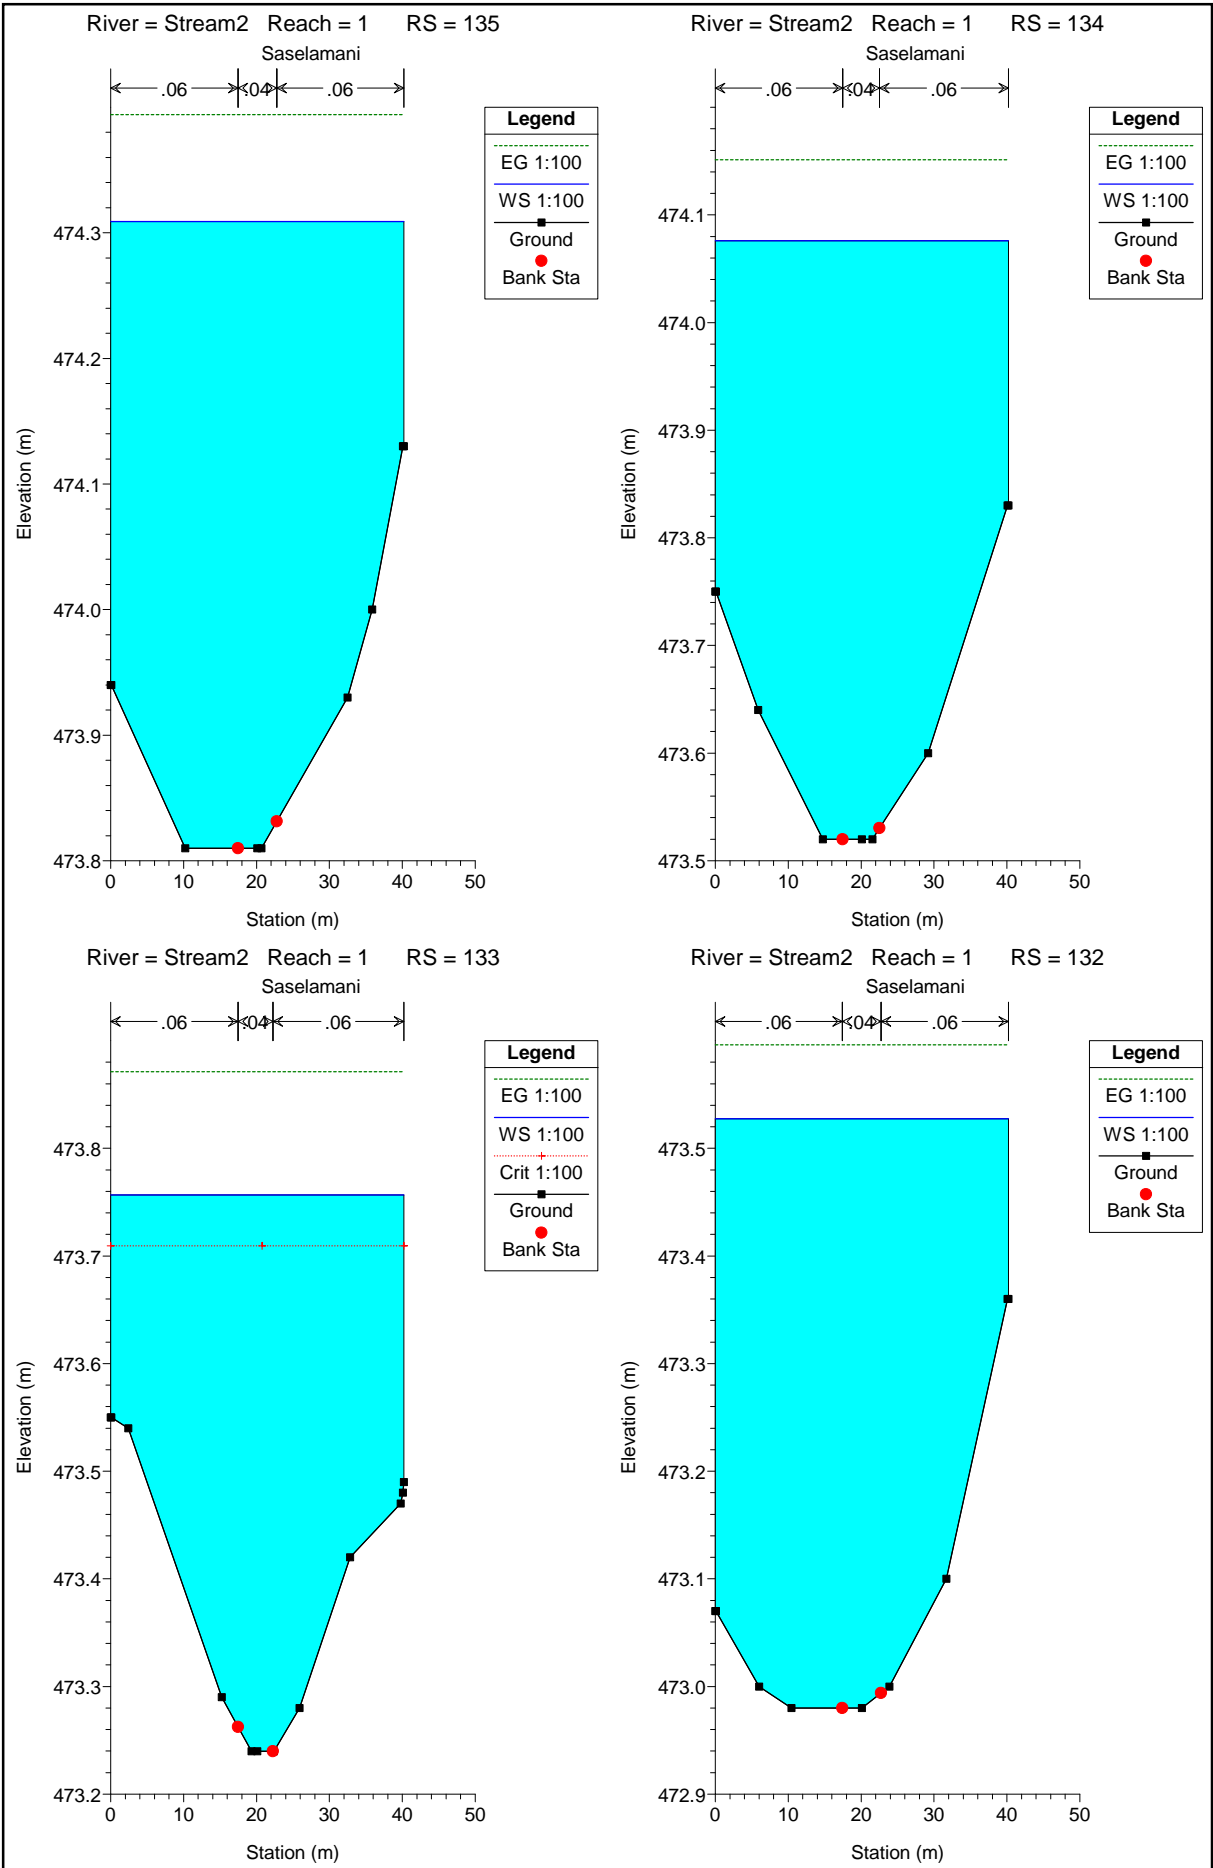 River = Stream2 Reach = 1 RS = 135
Saselamani
.06 .04 .06
Legend
EG 1:100
WS 1:100
Ground
Bank Sta
474.3
474.2
474.1
474.0
473.9
473.8
Elevation (m)
0 10 20 30 40 50
Station (m)
River = Stream2 Reach = 1 RS = 134
Saselamani
.06 .04 .06
Legend
EG 1:100
WS 1:100
Ground
Bank Sta
474.1
474.0
473.9
473.8
473.7
473.6
473.5
Elevation (m)
0 10 20 30 40 50
Station (m)
River = Stream2 Reach = 1 RS = 133
Saselamani
.06 .04 .06
Legend
EG 1:100
WS 1:100
Crit 1:100
Ground
Bank Sta
473.8
473.7
473.6
473.5
473.4
473.3
473.2
Elevation (m)
0 10 20 30 40 50
Station (m)
River = Stream2 Reach = 1 RS = 132
Saselamani
.06 .04 .06
Legend
EG 1:100
WS 1:100
Ground
Bank Sta
473.5
473.4
473.3
473.2
473.1
473.0
472.9
Elevation (m)
0 10 20 30 40 50
Station (m)